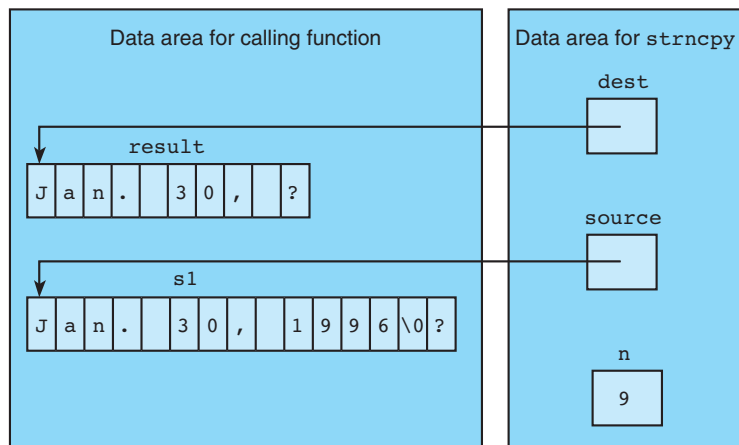 Data area for calling function
Data area for strncpy
dest
result
J a n . 3 0 , ?
source
s1
J a n . 3 0 , 1 9 9 6 \0 ?
n
9